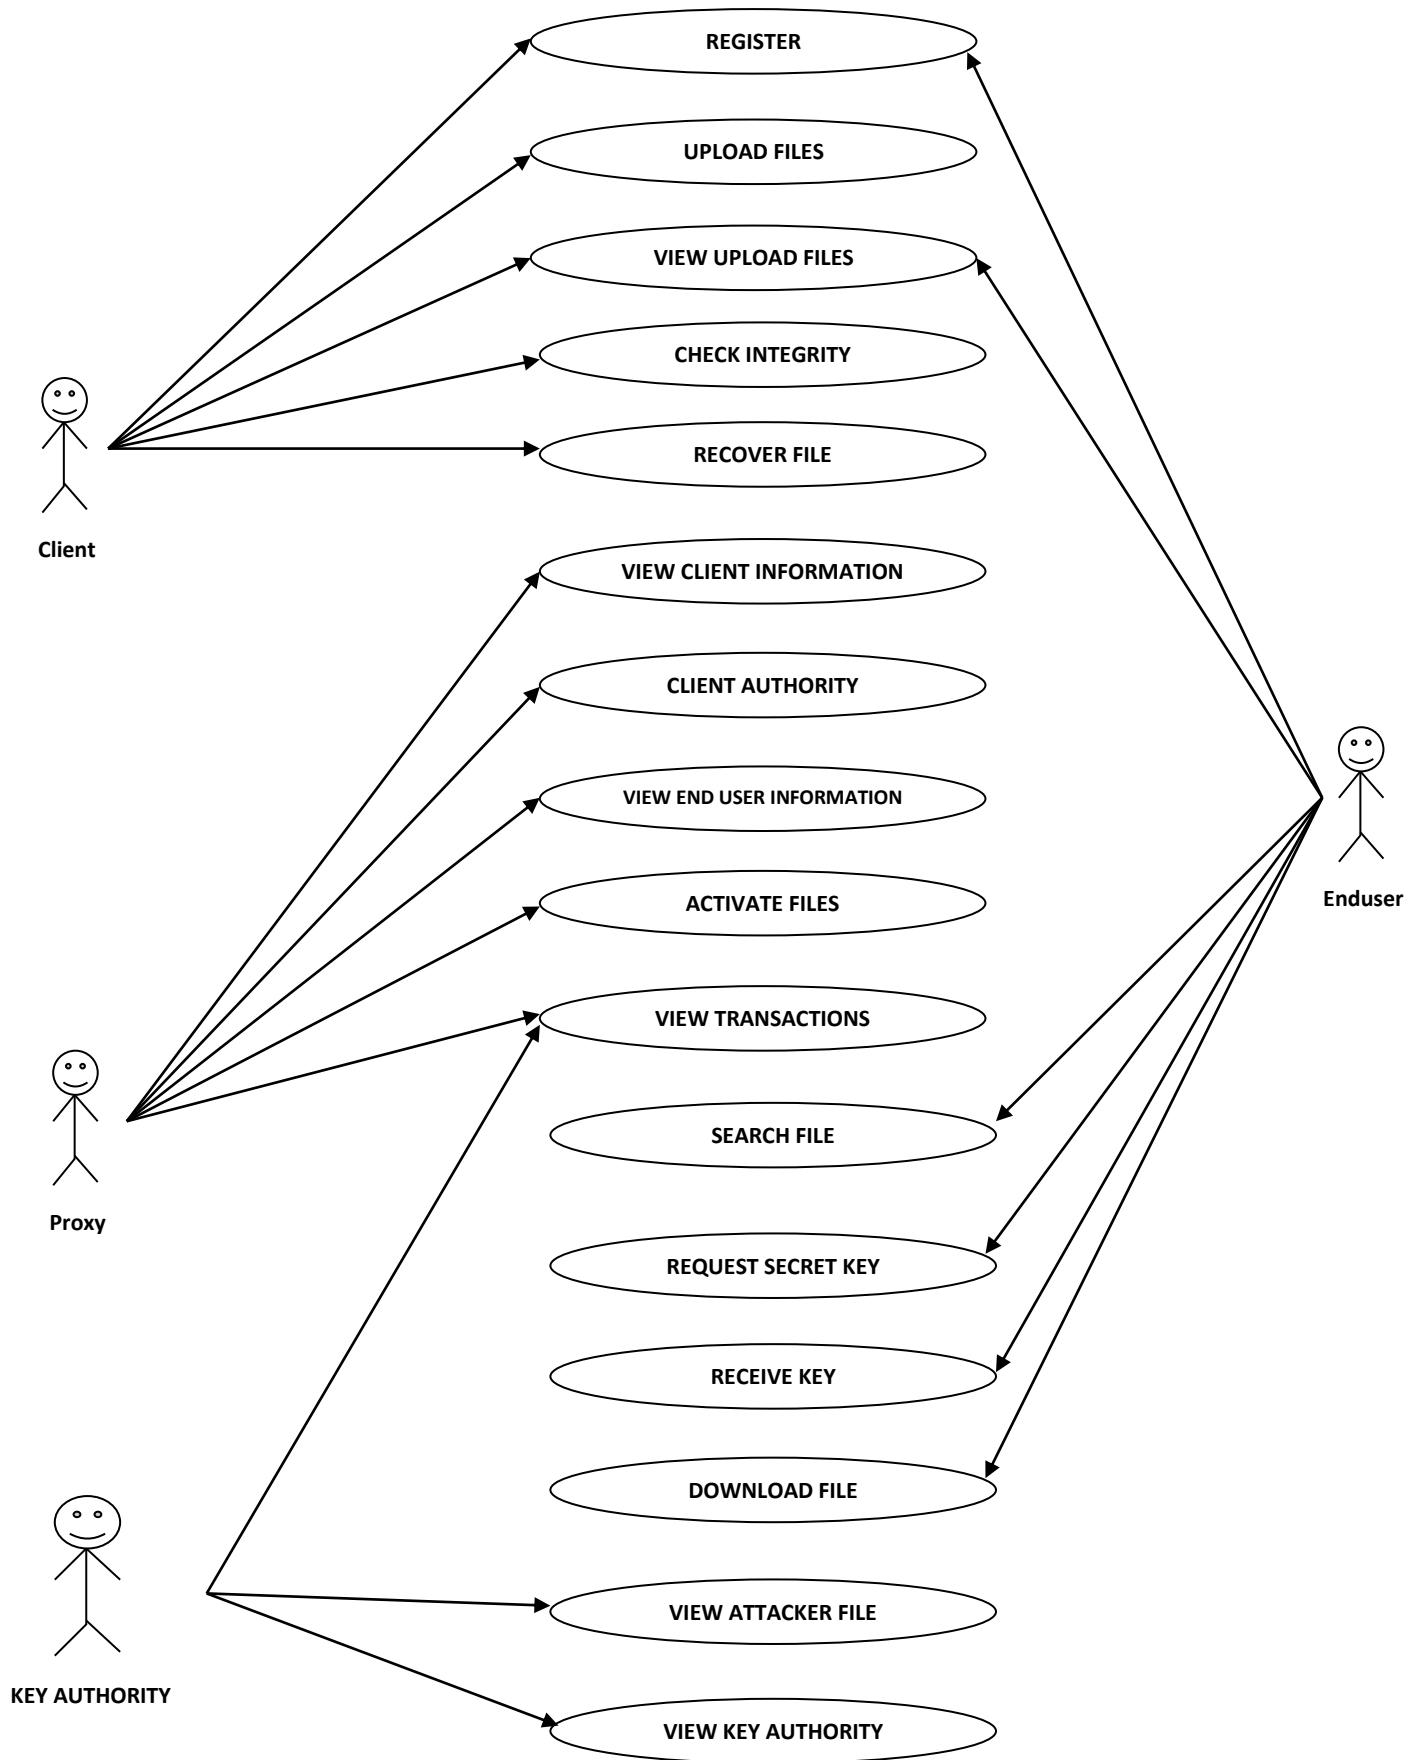 REGISTER
UPLOAD FILES
VIEW UPLOAD FILES
CHECK INTEGRITY
RECOVER FILE
Client
VIEW CLIENT INFORMATION
CLIENT AUTHORITY
VIEW END USER INFORMATION
Enduser
ACTIVATE FILES
VIEW TRANSACTIONS
SEARCH FILE
Proxy
REQUEST SECRET KEY
RECEIVE KEY
DOWNLOAD FILE
VIEW ATTACKER FILE
KEY AUTHORITY
VIEW KEY AUTHORITY